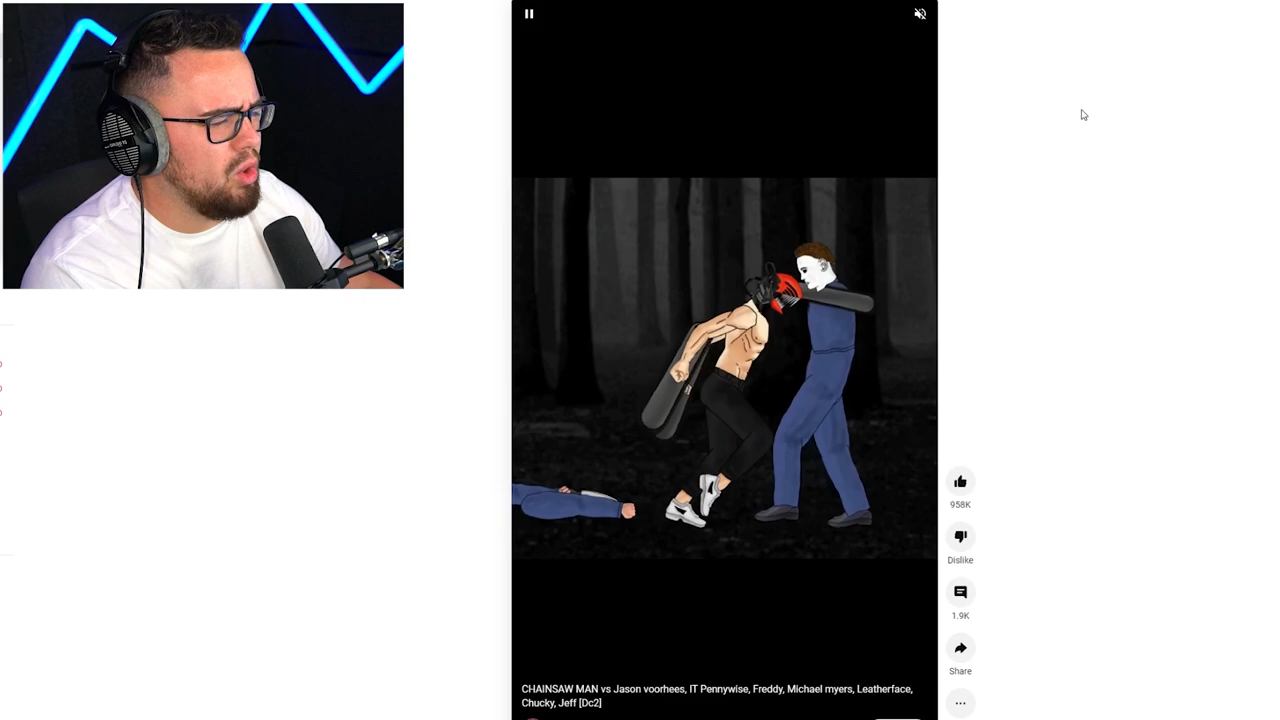 958K
Dislike
1.9K
Share
CHAINSAW MAN vs Jason voorhees, IT Pennywise, Freddy, Michael myers, Leatherface,
Chucky, Jeff [Dc2]